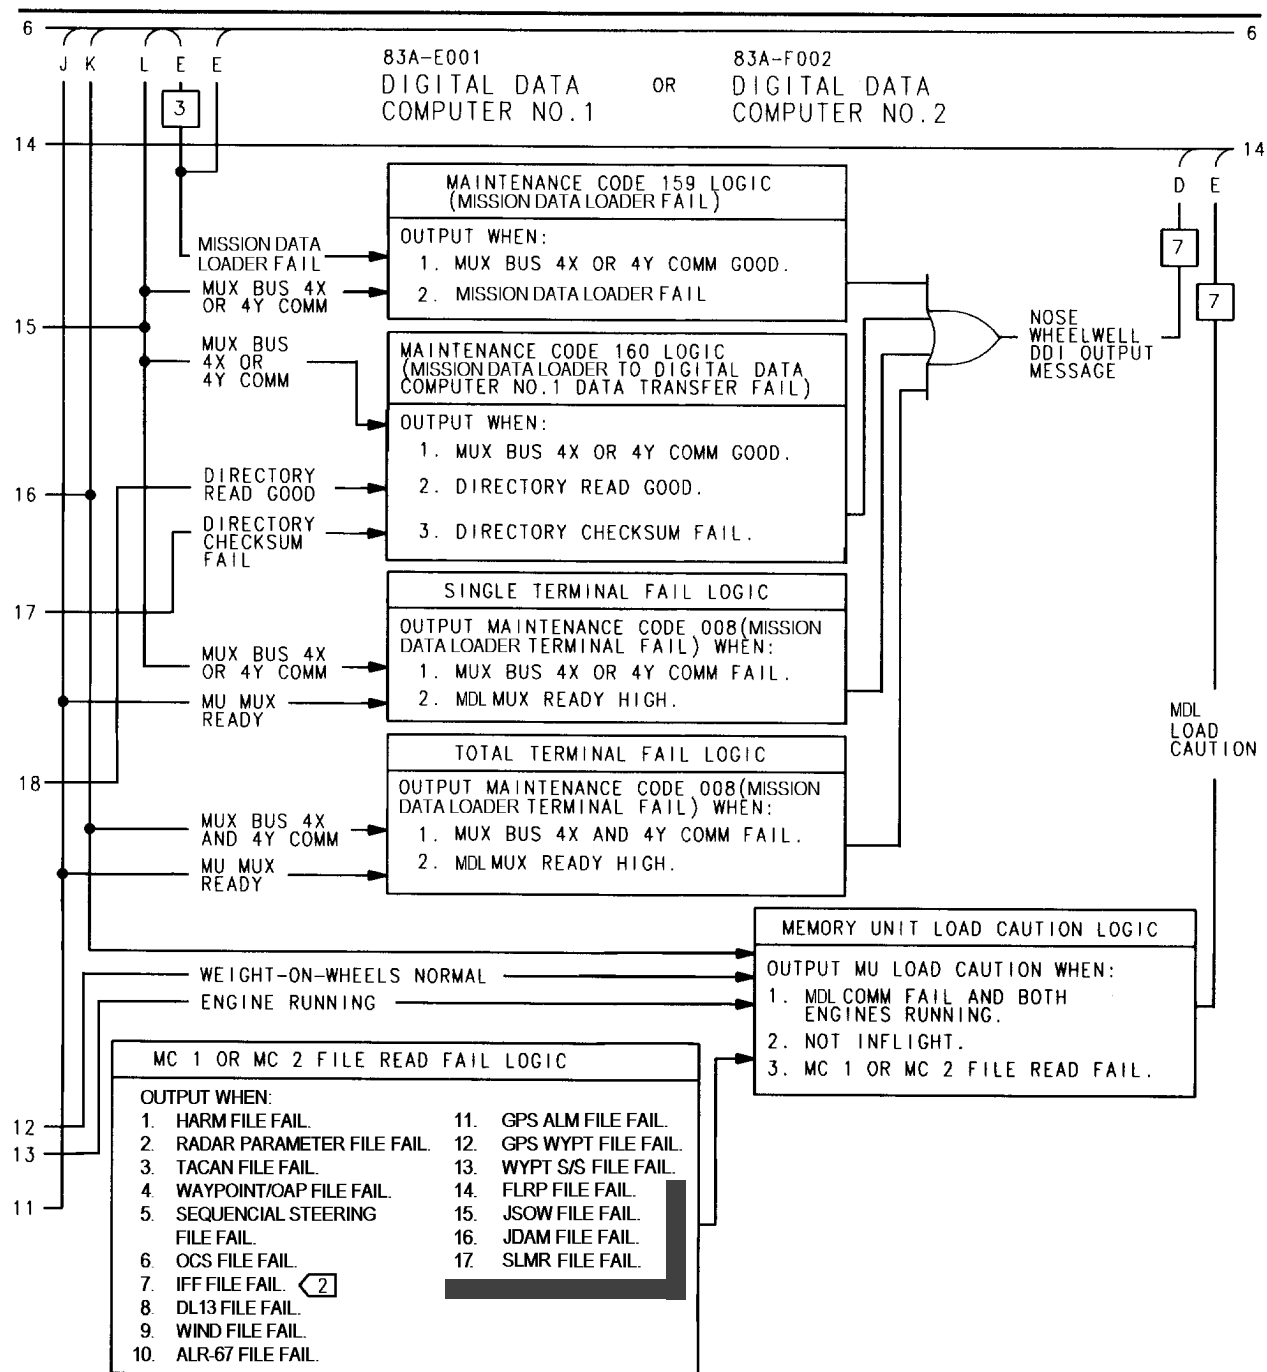 6
6
J K L E E
3
83A-E001
DIGITAL DATA
COMPUTER NO.1
OR
83A-F002
DIGITAL DATA
COMPUTER NO.2
14
14
D E
7
7
MAINTENANCE CODE 159 LOGIC
(MISSION DATA LOADER FAIL)
OUTPUT WHEN:
1. MUX BUS 4X OR 4Y COMM GOOD.
2. MISSION DATA LOADER FAIL
MISSION DATA
LOADER FAIL
MUX BUS 4X
OR 4Y COMM
15
MUX BUS
4X OR
4Y COMM
MAINTENANCE CODE 160 LOGIC
(MISSION DATA LOADER TO DIGITAL DATA
COMPUTER NO.1 DATA TRANSFER FAIL)
OUTPUT WHEN:
1. MUX BUS 4X OR 4Y COMM GOOD.
2. DIRECTORY READ GOOD.
3. DIRECTORY CHECKSUM FAIL.
NOSE
WHEELWELL
DDI OUTPUT
MESSAGE
16
DIRECTORY
READ GOOD
DIRECTORY
CHECKSUM
FAIL
17
SINGLE TERMINAL FAIL LOGIC
OUTPUT MAINTENANCE CODE 008(MISSION
DATA LOADER TERMINAL FAIL) WHEN:
1. MUX BUS 4X OR 4Y COMM FAIL.
2. MDL MUX READY HIGH.
MUX BUS 4X
OR 4Y COMM
MU MUX
READY
MDL
LOAD
CAUTION
18
TOTAL TERMINAL FAIL LOGIC
OUTPUT MAINTENANCE CODE 008(MISSION
DATA LOADER TERMINAL FAIL) WHEN:
1. MUX BUS 4X AND 4Y COMM FAIL.
2. MDL MUX READY HIGH.
MUX BUS 4X
AND 4Y COMM
MU MUX
READY
MEMORY UNIT LOAD CAUTION LOGIC
OUTPUT MU LOAD CAUTION WHEN:
1. MDL COMM FAIL AND BOTH
ENGINES RUNNING.
2. NOT INFLIGHT.
3. MC 1 OR MC 2 FILE READ FAIL.
WEIGHT-ON-WHEELS NORMAL
ENGINE RUNNING
12
13
11
MC 1 OR MC 2 FILE READ FAIL LOGIC
OUTPUT WHEN:
1. HARM FILE FAIL.
2. RADAR PARAMETER FILE FAIL.
3. TACAN FILE FAIL.
4. WAYPOINT/OAP FILE FAIL.
5. SEQUENCIAL STEERING
FILE FAIL.
6. OCS FILE FAIL.
7. IFF FILE FAIL. 2
8. DL13 FILE FAIL.
9. WIND FILE FAIL.
10. ALR-67 FILE FAIL.
11. GPS ALM FILE FAIL.
12. GPS WYPT FILE FAIL.
13. WYPT S/S FILE FAIL.
14. FLRP FILE FAIL.
15. JSOW FILE FAIL.
16. JDAM FILE FAIL.
17. SLMR FILE FAIL.